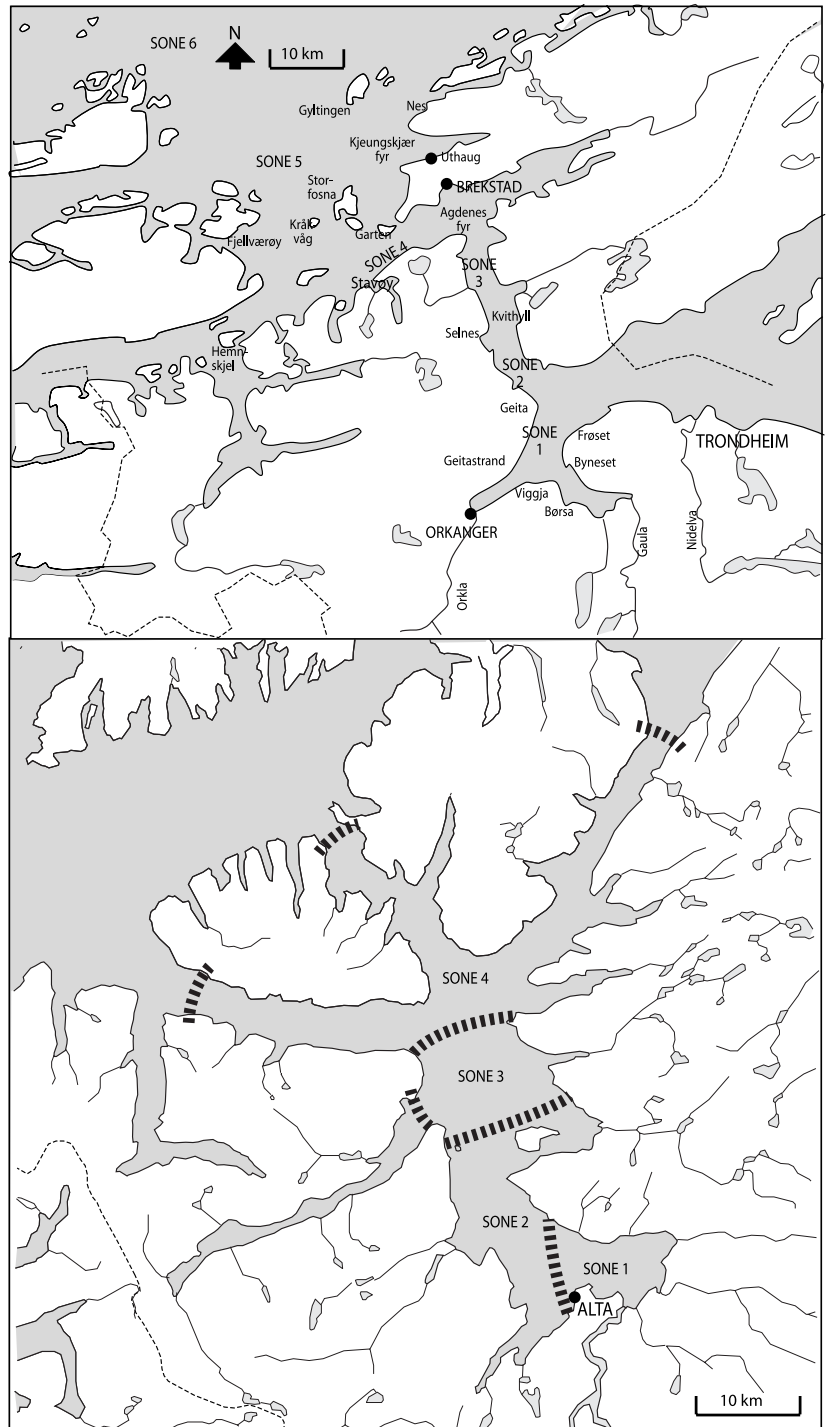 SONE 6
N
10 km
Gyltingen
Nes
Kjeungskjær
fyr
Uthaug
SONE 5
Stor-
fosna
BREKSTAD
Kråk-
våg
Agdenes
fyr
Garten
Fjellværøy
SONE 4
SONE
3
Stavøy
Kvithyll
Selnes
Hemn-
skjel
SONE
2
Geita
SONE
1
Frøset
TRONDHEIM
Geitastrand
Byneset
Viggja
Børsa
ORKANGER
Gaula
Nidelva
Orkla
SONE 4
SONE 3
SONE 2
SONE 1
ALTA
10 km